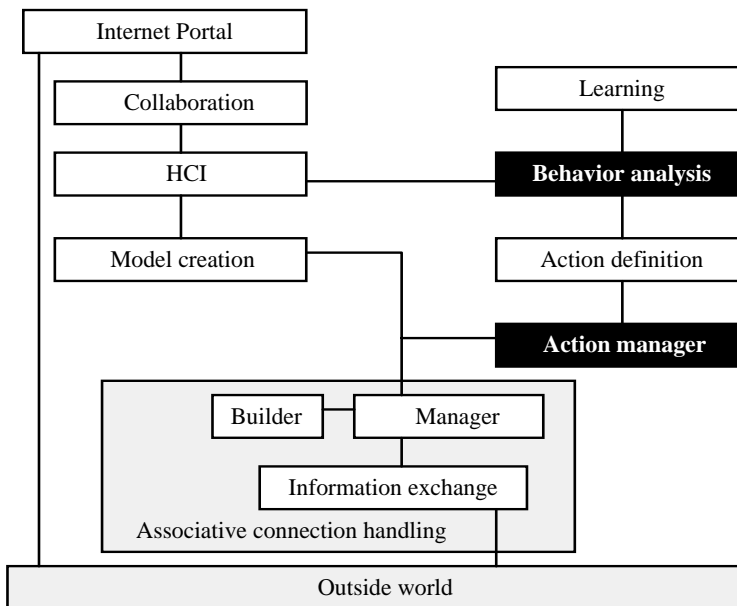 Internet Portal
Collaboration
Learning
HCI
Behavior analysis
Model creation
Action definition
Action manager
Builder
Manager
Information exchange
Associative connection handling
Outside world